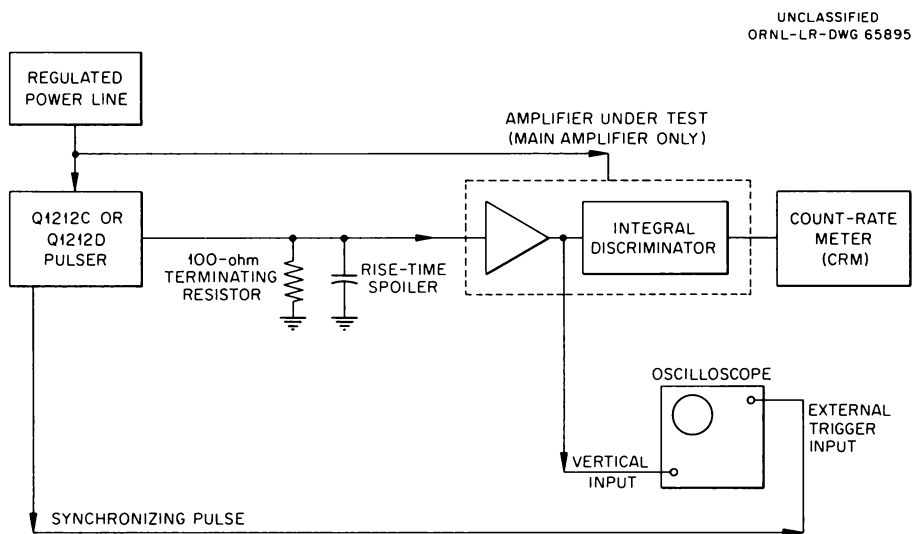 UNCLASSIFIED
ORNL-LR-DWG 65895
REGULATED
POWER LINE
AMPLIFIER UNDER TEST
(MAIN AMPLIFIER ONLY)
Q1212C OR
Q1212D
PULSER
100-ohm
TERMINATING
RESISTOR
RISE-TIME
SPOILER
INTEGRAL
DISCRIMINATOR
COUNT-RATE
METER
(CRM)
OSCILLOSCOPE
EXTERNAL
TRIGGER
INPUT
VERTICAL
INPUT
SYNCHRONIZING PULSE